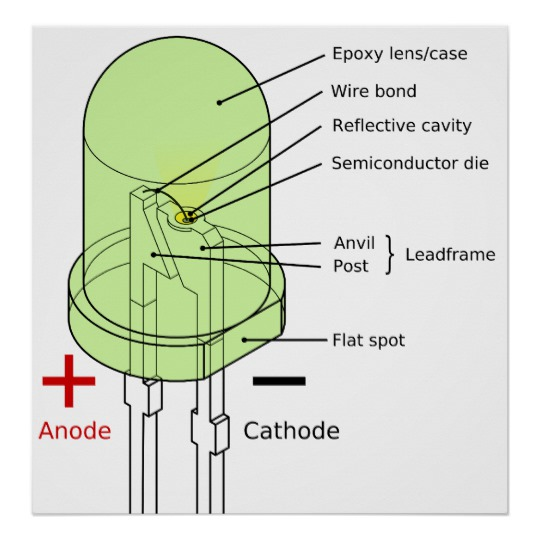 Epoxy lens/case
Wire bond
Reflective cavity
Semiconductor die
Anvil
Post
Leadframe
Flat spot
+
−
Anode
Cathode